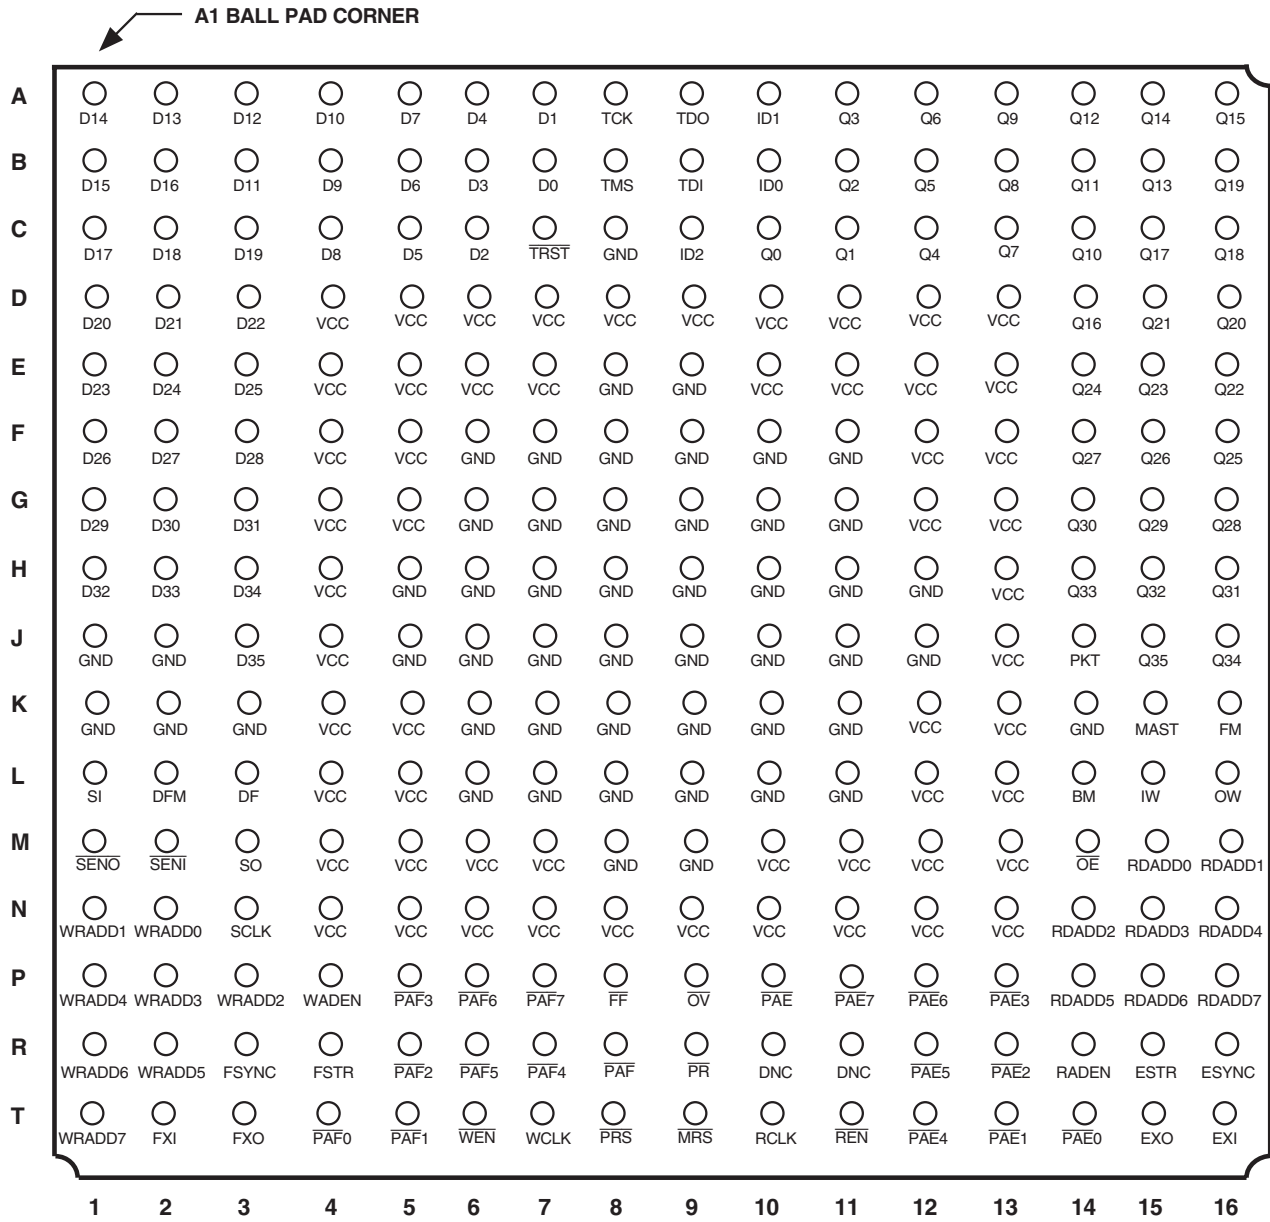 A1 BALL PAD CORNER
A
D14 D13 D12 D10 D7 D4 D1 TCK TDO ID1 Q3 Q6 Q9 Q12 Q14 Q15
B
D15 D16 D11 D9 D6 D3 D0 TMS TDI ID0 Q2 Q5 Q8 Q11 Q13 Q19
C
D17 D18 D19 D8 D5 D2 TRST GND ID2 Q0 Q1 Q4 Q7 Q10 Q17 Q18
D
D20 D21 D22 VCC VCC VCC VCC VCC VCC VCC VCC VCC VCC Q16 Q21 Q20
E
D23 D24 D25 VCC VCC VCC VCC GND GND VCC VCC VCC VCC Q24 Q23 Q22
F
D26 D27 D28 VCC VCC GND GND GND GND GND GND VCC VCC Q27 Q26 Q25
G
D29 D30 D31 VCC VCC GND GND GND GND GND GND VCC VCC Q30 Q29 Q28
H
D32 D33 D34 VCC GND GND GND GND GND GND GND GND VCC Q33 Q32 Q31
J
GND GND D35 VCC GND GND GND GND GND GND GND GND VCC PKT Q35 Q34
K
GND GND GND VCC VCC GND GND GND GND GND GND VCC VCC GND MAST FM
L
SI DFM DF VCC VCC GND GND GND GND GND GND VCC VCC BM IW OW
M
SENO SENI SO VCC VCC VCC VCC GND GND VCC VCC VCC VCC OE RDADD0 RDADD1
N
WRADD1 WRADD0 SCLK VCC VCC VCC VCC VCC VCC VCC VCC VCC VCC RDADD2 RDADD3 RDADD4
P
WRADD4 WRADD3 WRADD2 WADEN PAF3 PAF6 PAF7 FF OV PAE PAE7 PAE6 PAE3 RDADD5 RDADD6 RDADD7
R
WRADD6 WRADD5 FSYNC FSTR PAF2 PAF5 PAF4 PAF PR DNC DNC PAE5 PAE2 RADEN ESTR ESYNC
T
WRADD7 FXI FXO PAF0 PAF1 WEN WCLK PRS MRS RCLK REN PAE4 PAE1 PAE0 EXO EXI
1 2 3 4 5 6 7 8 9 10 11 12 13 14 15 16